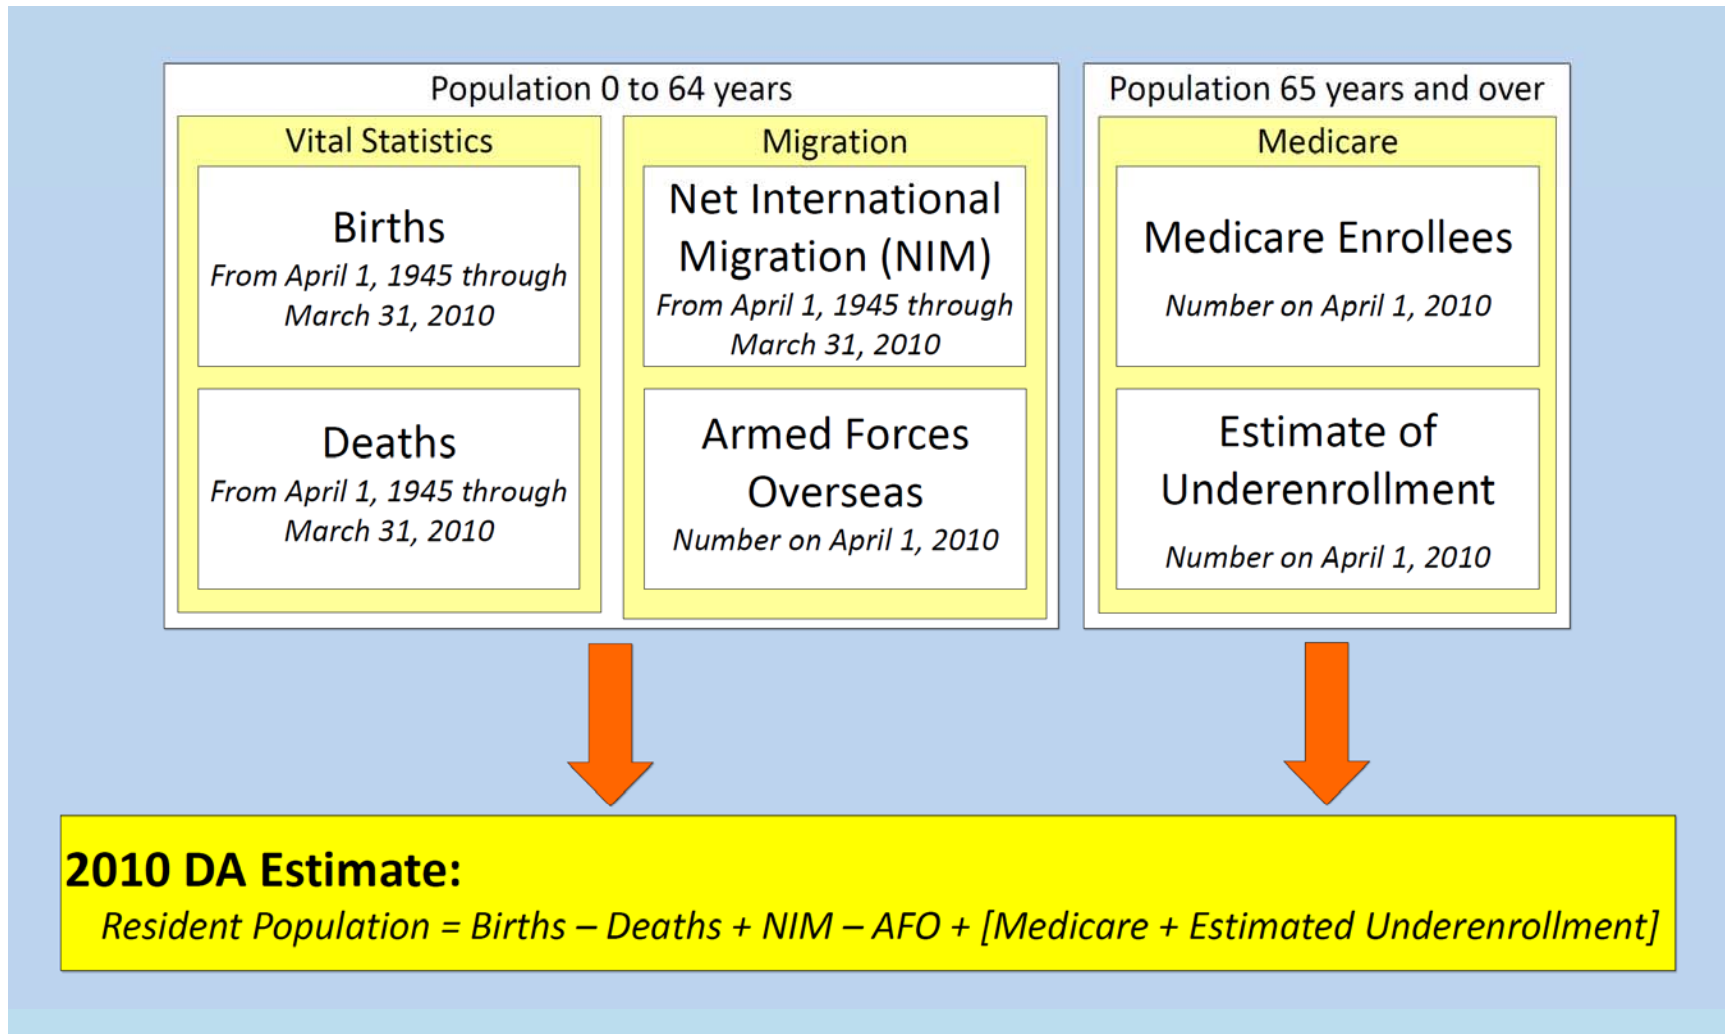 Population 0 to 64 years
Vital Statistics
Births
From April 1, 1945 through
March 31, 2010
Deaths
From April 1, 1945 through
March 31, 2010
Migration
Net International
Migration (NIM)
From April 1, 1945 through
March 31, 2010
Armed Forces
Overseas
Number on April 1, 2010
Population 65 years and over
Medicare
Medicare Enrollees
Number on April 1, 2010
Estimate of
Underenrollment
Number on April 1, 2010
2010 DA Estimate:
Resident Population = Births – Deaths + NIM – AFO + [Medicare + Estimated Underenrollment]